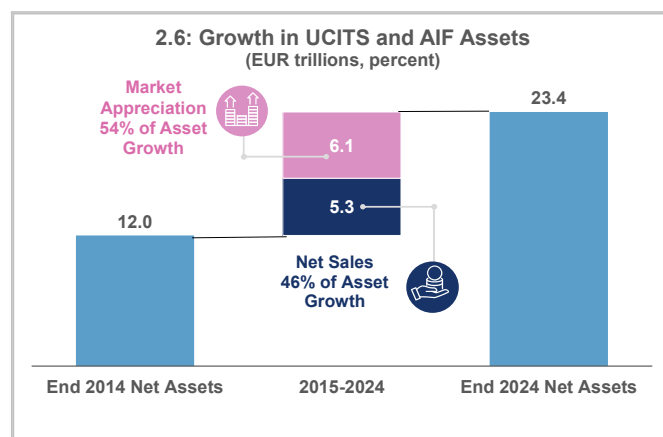 2.6: Growth in UCITS and AIF Assets
(EUR trillions, percent)
Market
Appreciation
54% of Asset
Growth
23.4
6.1
5.3
12.0
Net Sales
46% of Asset
Growth
End 2014 Net Assets
2015-2024
End 2024 Net Assets